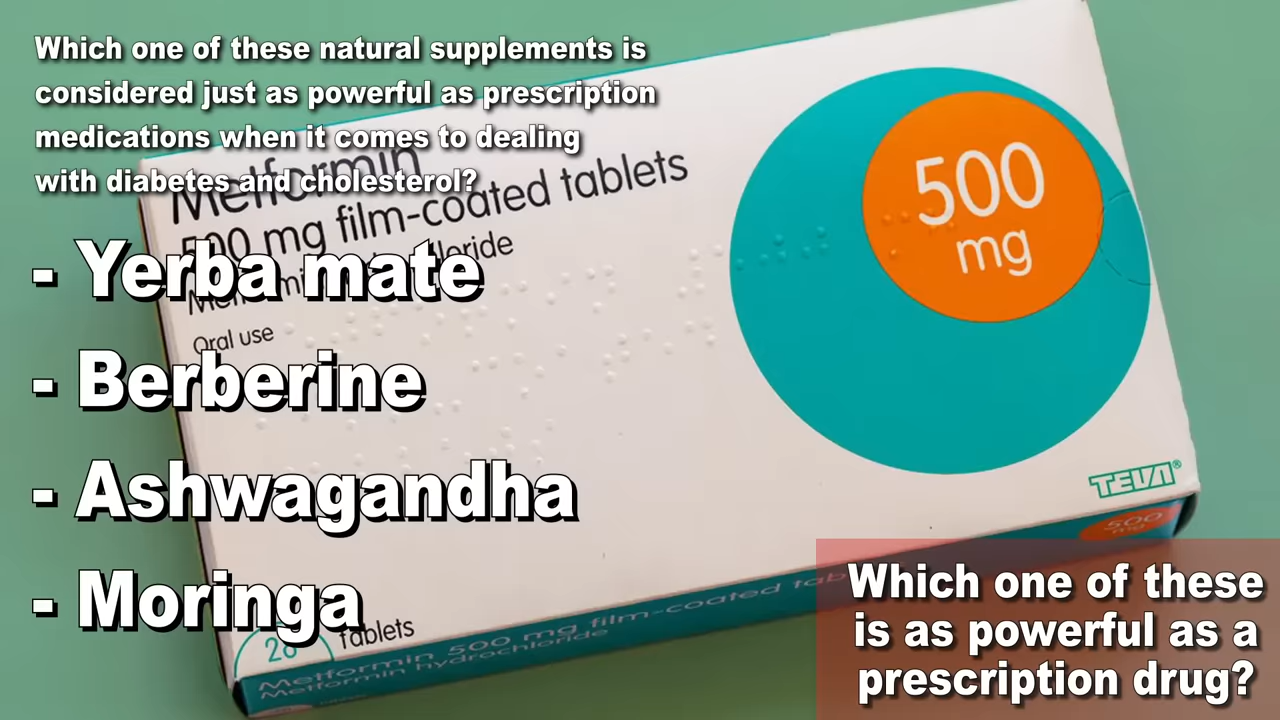 Which one of these natural supplements is
considered just as powerful as prescription
medications when it comes to dealing
with diabetes and cholesterol?
Metformin
500 mg film-coated tablets
Oral use
- Yerba mate
- Berberine
- Ashwagandha
- Moringa
500
mg
TEVA®
500
mg
28
tablets
Metformin 500 mg film-coated
Metformin hydrochloride
Which one of these
is as powerful as a
prescription drug?